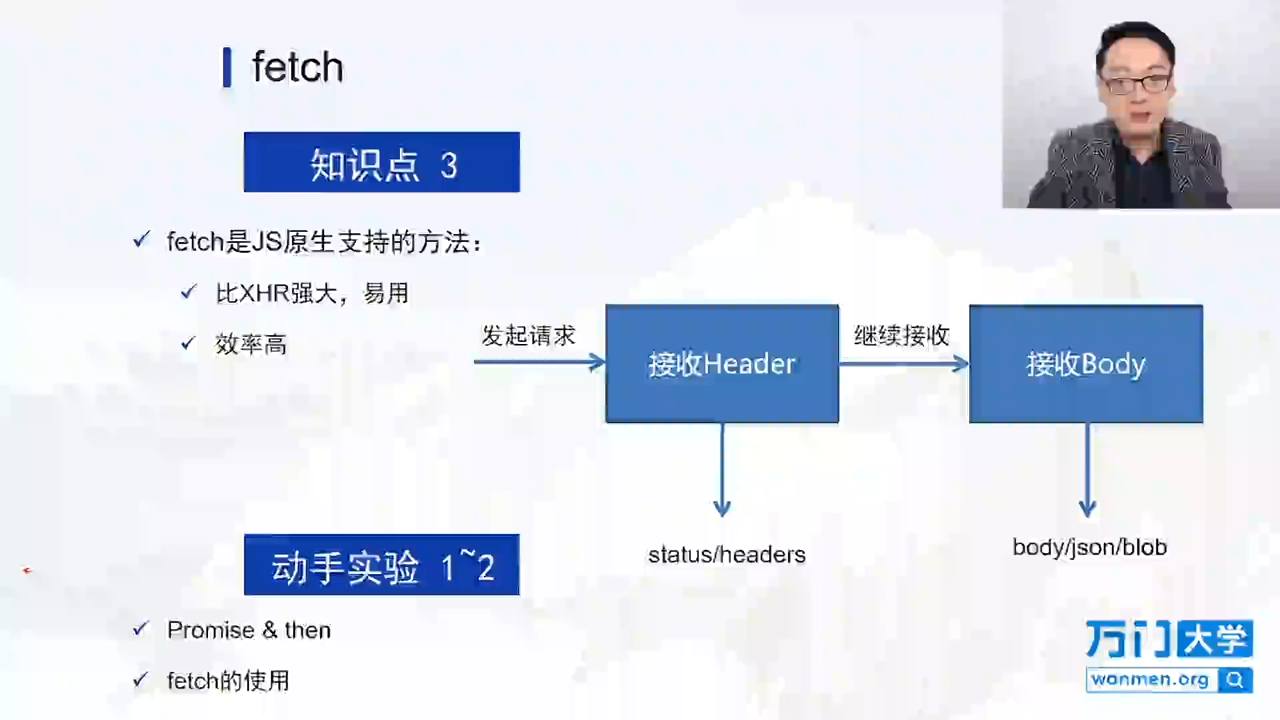 fetch
知识点 3
fetch是JS原生支持的方法：
比XHR强大，易用
效率高
发起请求
接收Header
继续接收
接收Body
status/headers
body/json/blob
动手实验 1~2
Promise & then
fetch的使用
万门大学
wanmen.org